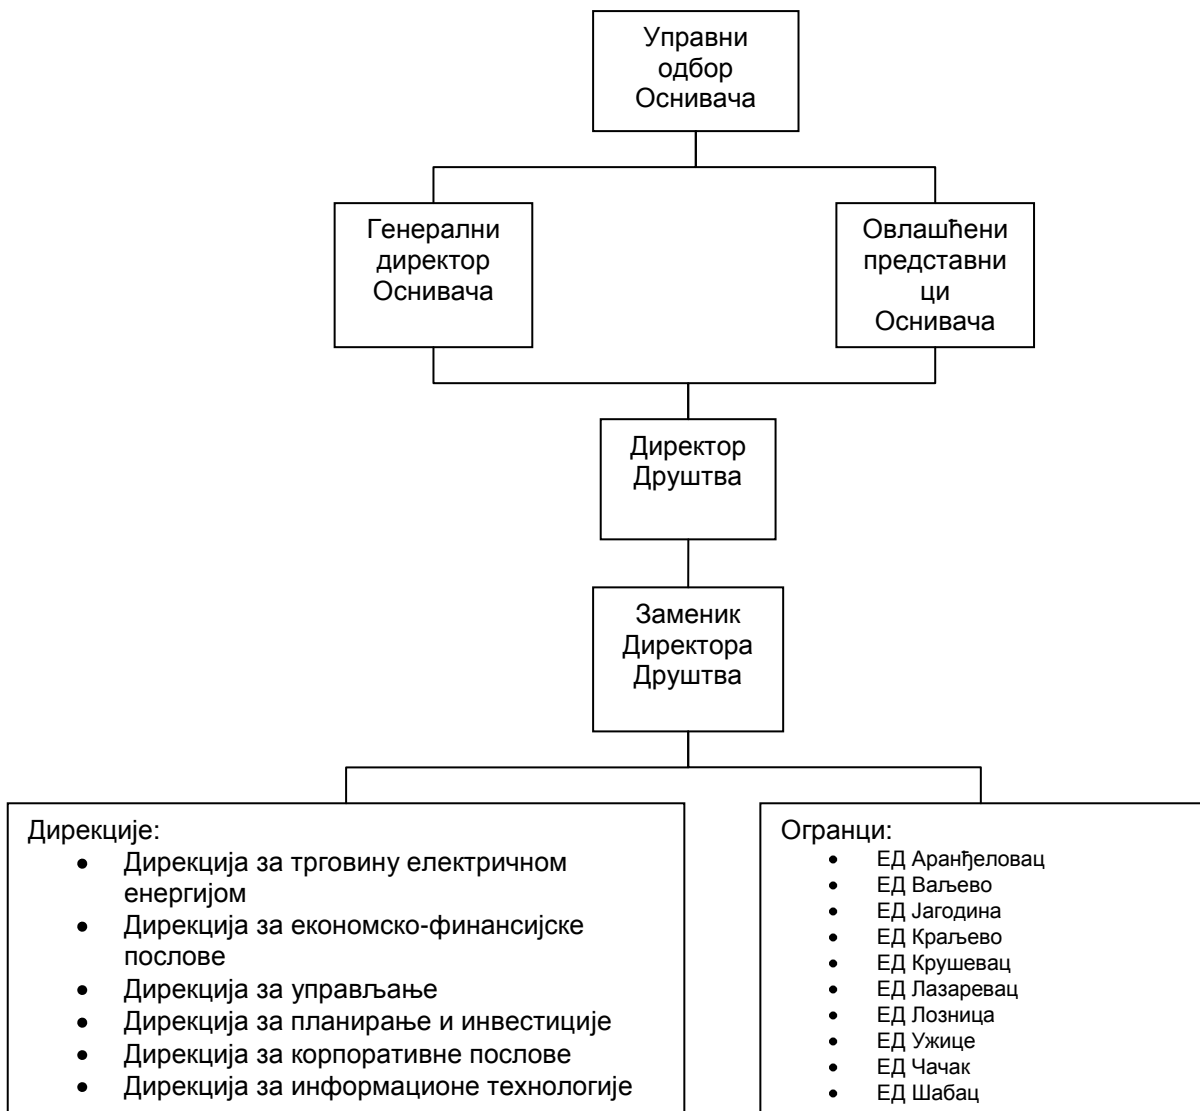 Управни
одбор
Оснивача
Генерални
директор
Оснивача
Овлашћени
представни
ци
Оснивача
Директор
Друштва
Заменик
Директора
Друштва
Дирекције:
• Дирекција за трговину електричном
енергијом
• Дирекција за економско-финансијске
послове
• Дирекција за управљање
• Дирекција за планирање и инвестиције
• Дирекција за корпоративне послове
• Дирекција за информационе технологије
Огранци:
• ЕД Аранђеловац
• ЕД Ваљево
• ЕД Јагодина
• ЕД Краљево
• ЕД Крушевац
• ЕД Лазаревац
• ЕД Лозница
• ЕД Ужице
• ЕД Чачак
• ЕД Шабац